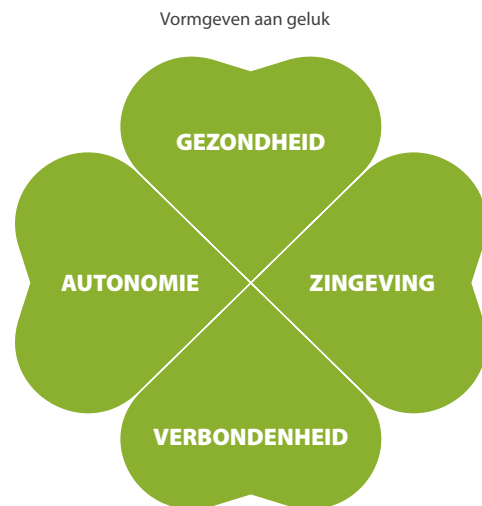 Vormgeven aan geluk
GEZONDHEID
AUTONOMIE
ZINGEVING
VERBONDENHEID